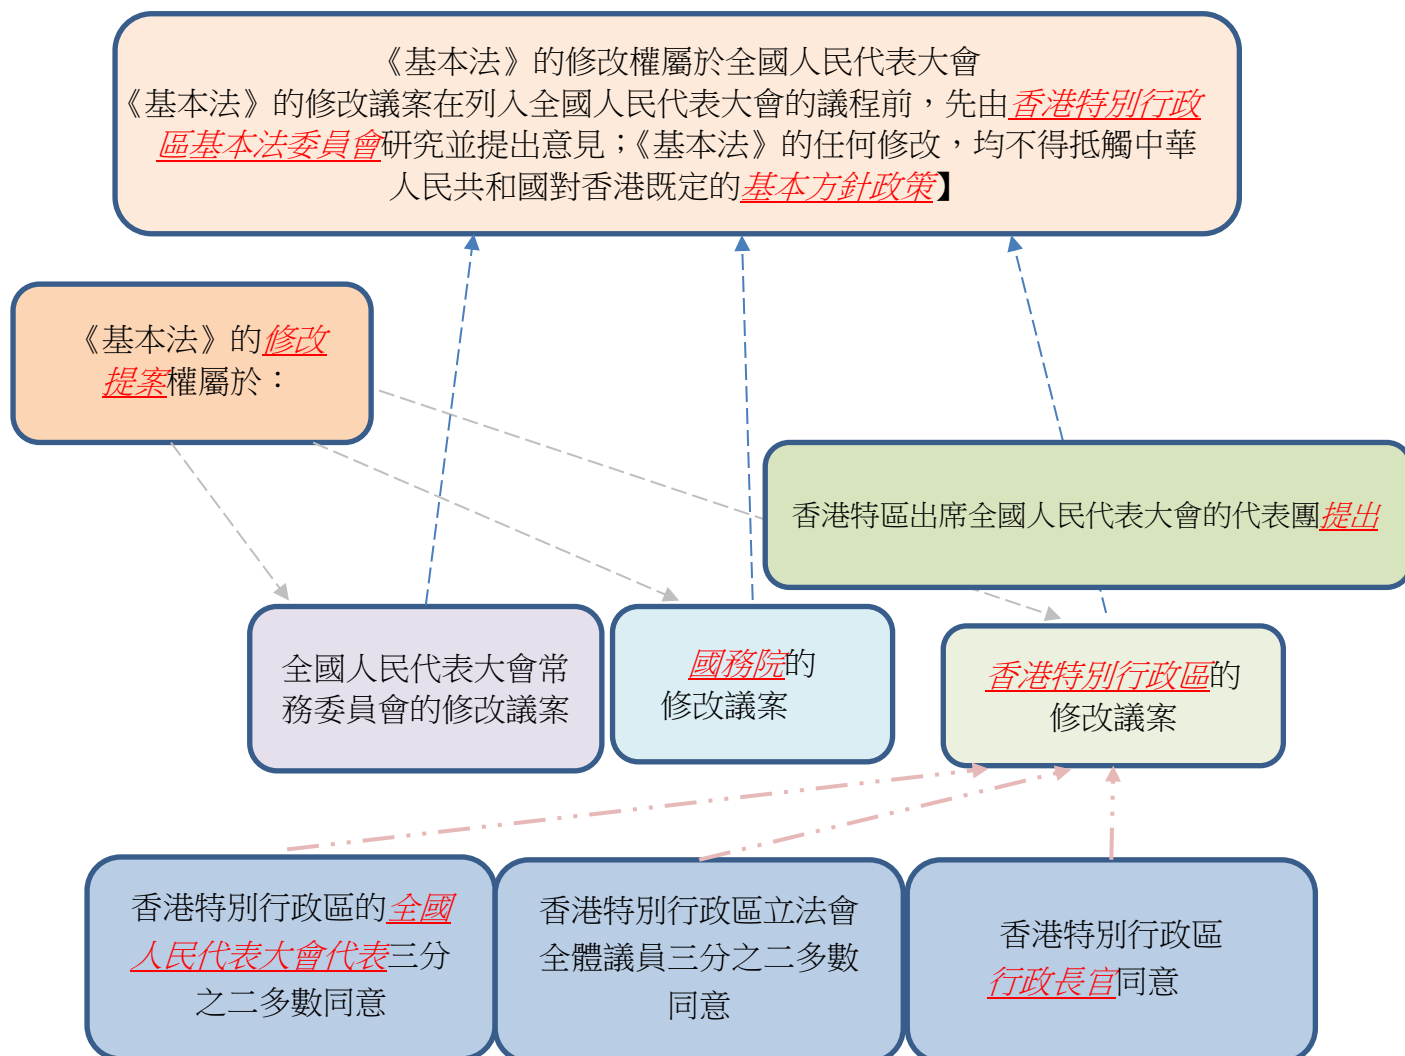 《基本法》的修改權屬於全國人民代表大會
《基本法》的修改議案在列入全國人民代表大會的議程前，先由香港特別行政
區基本法委員會研究並提出意見；《基本法》的任何修改，均不得抵觸中華
人民共和國對香港既定的基本方針政策】
《基本法》的修改
提案權屬於：
香港特區出席全國人民代表大會的代表團提出
全國人民代表大會常
務委員會的修改議案
國務院的
修改議案
香港特別行政區的
修改議案
香港特別行政區的全國
人民代表大會代表三分
之二多數同意
香港特別行政區立法會
全體議員三分之二多數
同意
香港特別行政區
行政長官同意